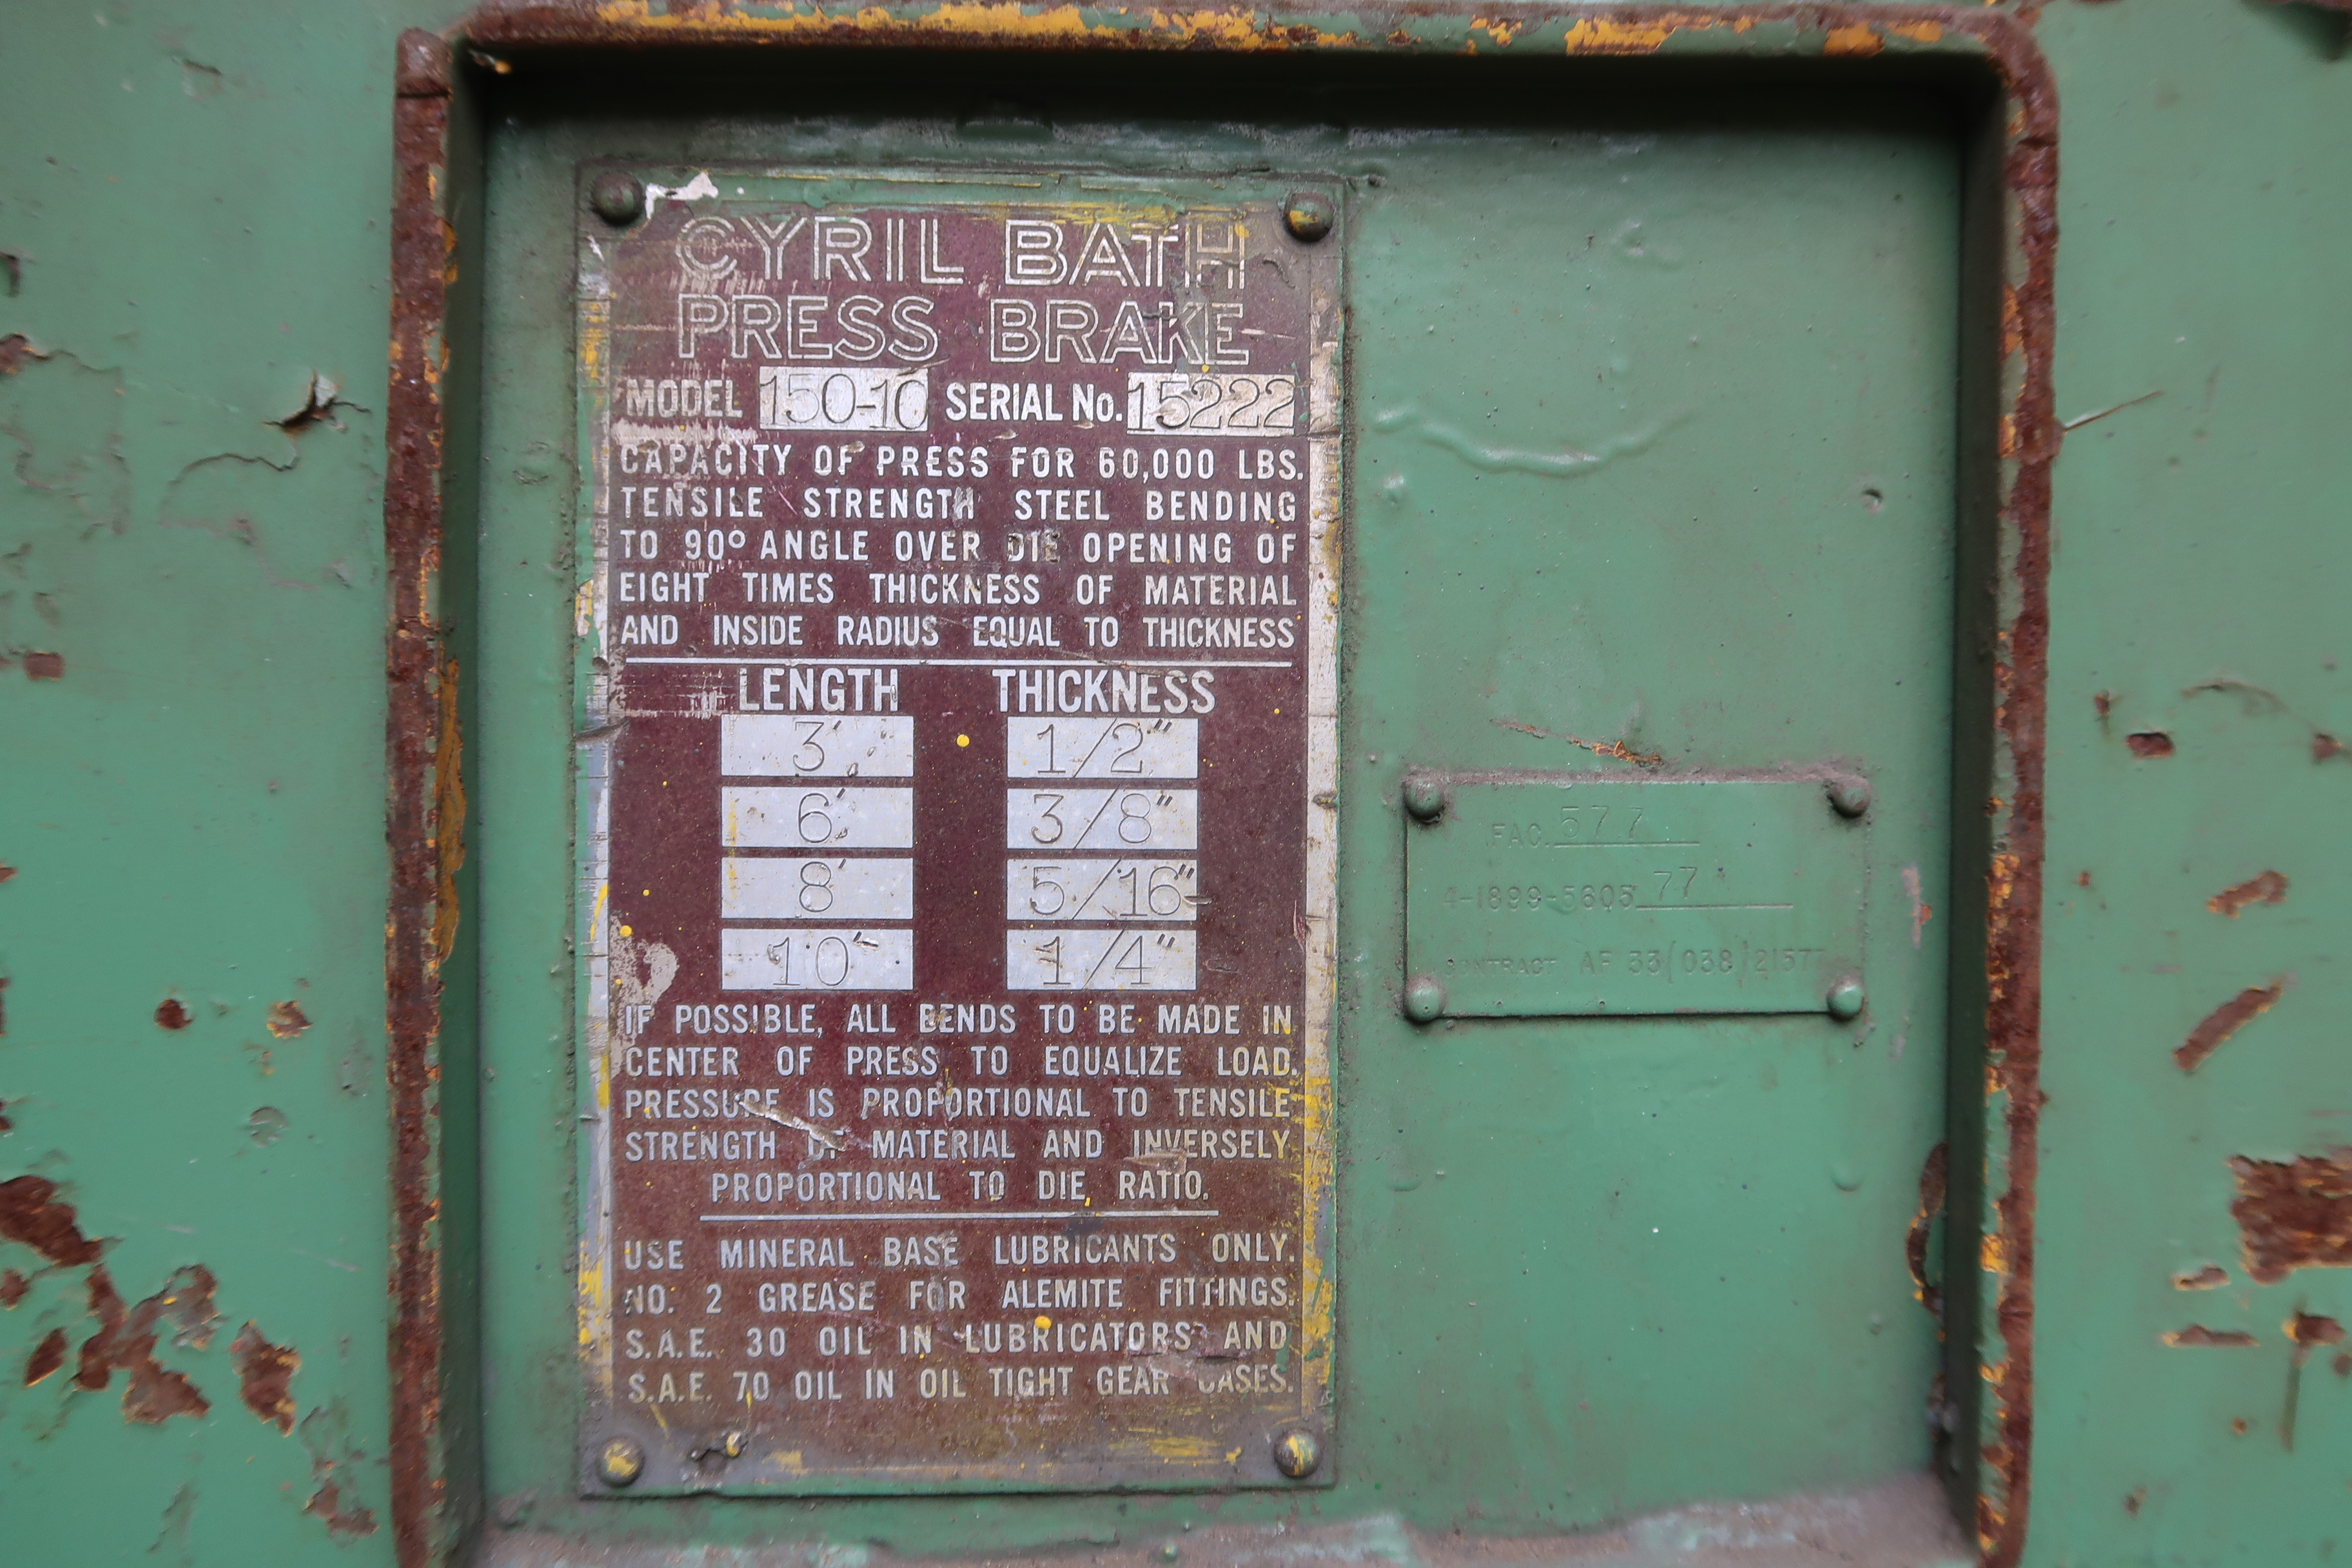 CYRIL BATH
PRESS BRAKE
MODEL 150-10 SERIAL No. 15222
CAPACITY OF PRESS FOR 60,000 LBS.
TENSILE STRENGTH STEEL BENDING
TO 90° ANGLE OVER DIE OPENING OF
EIGHT TIMES THICKNESS OF MATERIAL
AND INSIDE RADIUS EQUAL TO THICKNESS
LENGTH THICKNESS
3' 1/2"
6' 3/8"
8' 5/16"
10' 1/4"
IF POSSIBLE, ALL BENDS TO BE MADE IN
CENTER OF PRESS TO EQUALIZE LOAD.
PRESSURE IS PROPORTIONAL TO TENSILE
STRENGTH OF MATERIAL AND INVERSELY
PROPORTIONAL TO DIE RATIO.
USE MINERAL BASE LUBRICANTS ONLY.
NO. 2 GREASE FOR ALEMITE FITTINGS.
S.A.E. 30 OIL IN LUBRICATORS AND
S.A.E. 70 OIL IN OIL TIGHT GEAR CASES.
FAC. 577
4-1899-5605 77
CONTRACT AF 33(038)